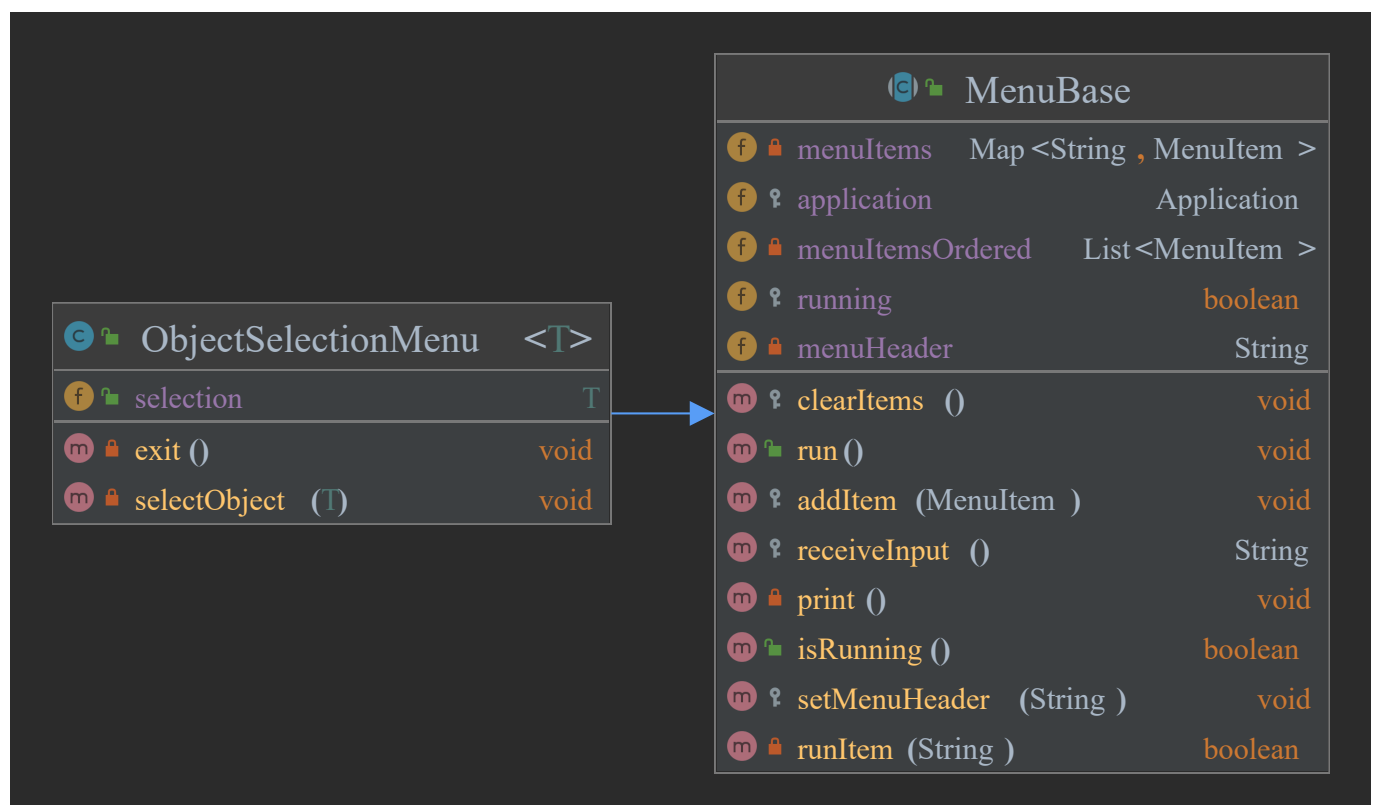 MenuBase
menuItems Map <String , MenuItem >
application Application
menuItemsOrdered List <MenuItem >
running boolean
menuHeader String
clearItems () void
run () void
addItem (MenuItem ) void
receiveInput () String
print () void
isRunning () boolean
setMenuHeader (String ) void
runItem (String ) boolean
ObjectSelectionMenu <T>
selection T
exit () void
selectObject (T) void